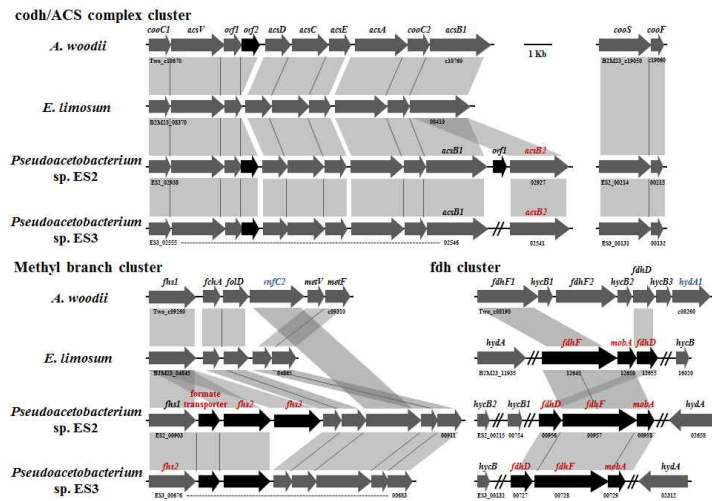 codh/ACS complex cluster
cooC1 acsV orf1 orf2 acsD acsC acsE acsA cooC2 acsB1 cooS cooF
A. woodii 1 Kb
c10760 B2M23_c19050 c19060
E. limosum
B2M23_08370 08410
acsB1 orf1 acsB2
Pseudoacetobacterium
sp. ES2
ES2_02938 02927 ES2_00214 00215
acsB1 acsB2
Pseudoacetobacterium
sp. ES3
ES3_02555 02546 02541 ES3_00131 00132
Methyl branch cluster fdh cluster
fhs1 fchA folD rnfC2 metV metF fdhF1 hycB1 fdhF2 hycB2 fdhD hycB3 hydA1
A. woodii
Two_c09260 c09310 Two_c08190 c08260
hydA fdhF mobA fdhD hycB
E. limosum
B2M23_04845 04865 B2M23_11935 12645 12650 12655 16020
fhs1 formate transporter fhs2 fhs3 hycB2 hycB1 fdhD fdhF mobA hydA
Pseudoacetobacterium
sp. ES2
ES2_00903 00911 ES2_00215 00754 00956 00957 00958 02658
fhs2 hycB fdhD fdhF mobA hydA
Pseudoacetobacterium
sp. ES3
ES3_00676 00683 ES3_00132 00727 00728 00729 02312